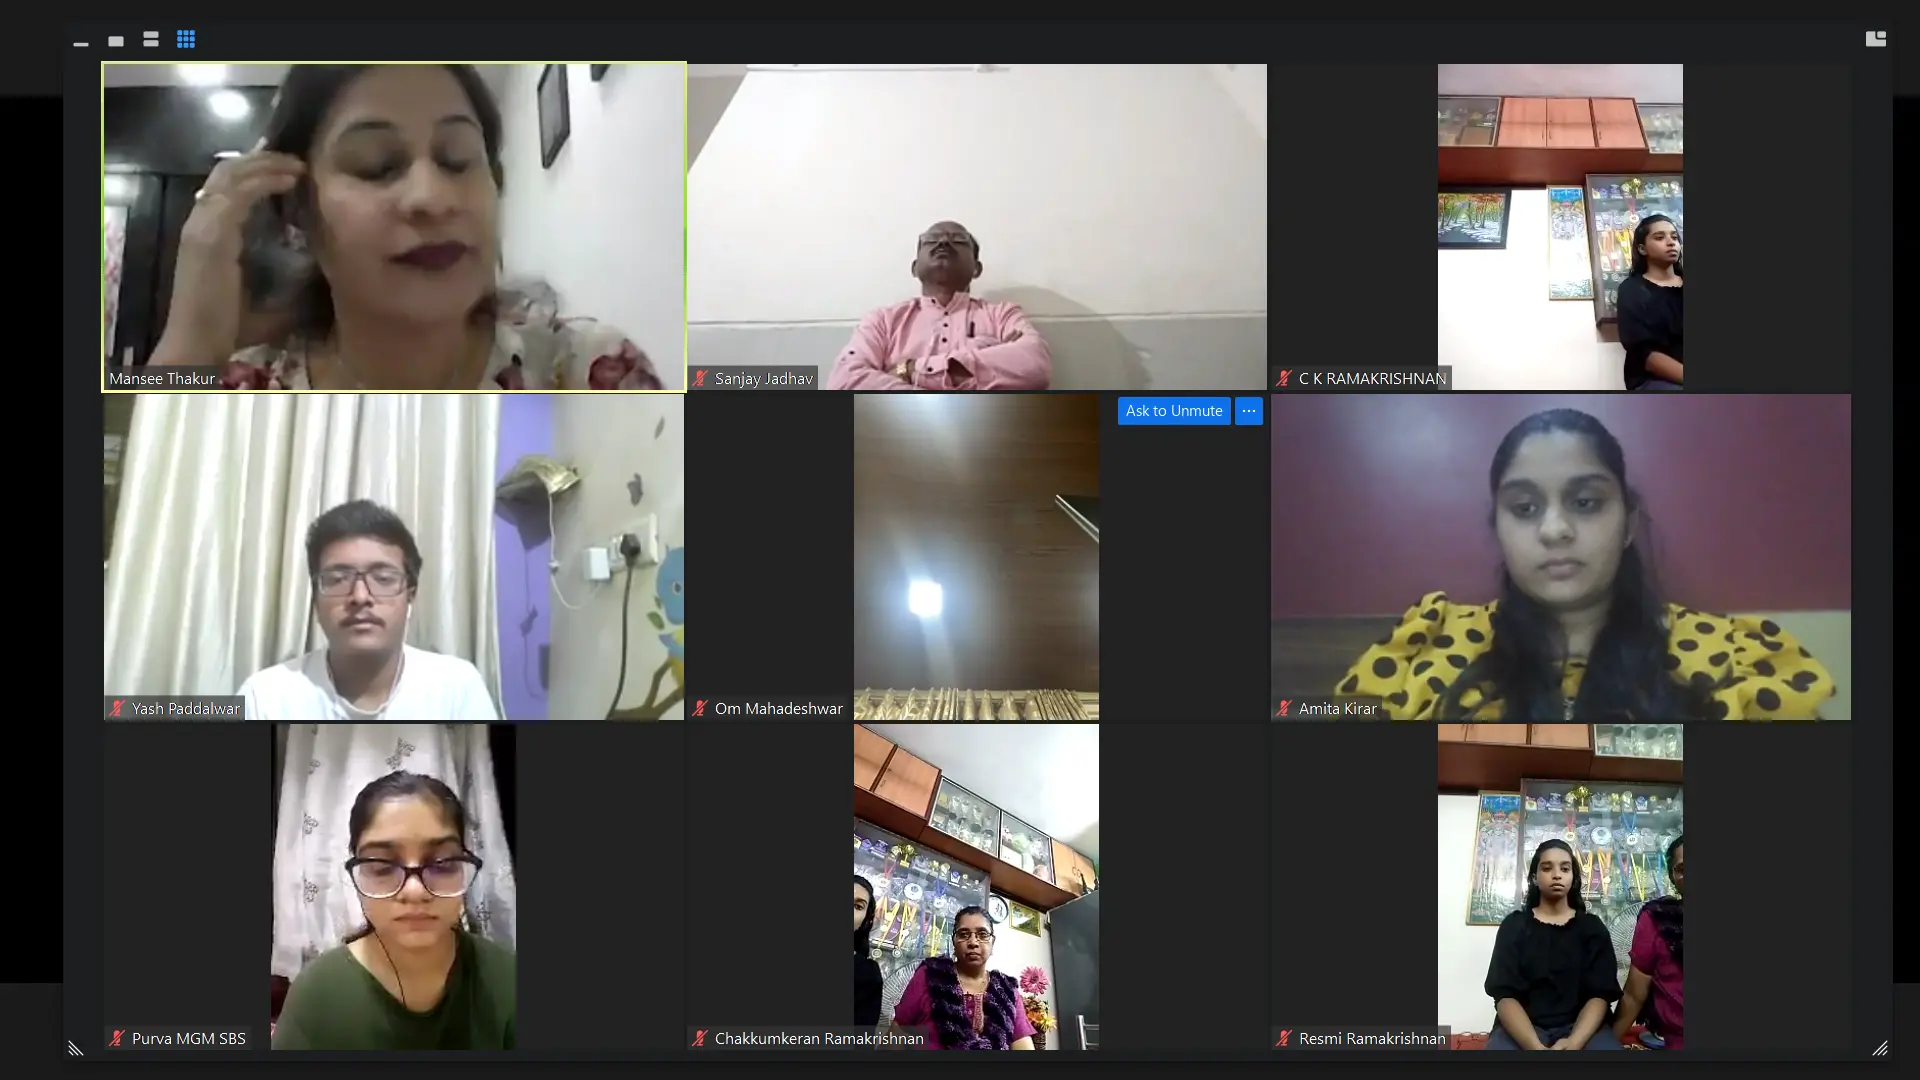 Mansee Thakur
Sanjay Jadhav
C K RAMAKRISHNAN
Ask to Unmute ...
Yash Paddalwar
Om Mahadeshwar
Amita Kirar
Purva MGM SBS
Chakkumkeran Ramakrishnan
Resmi Ramakrishnan